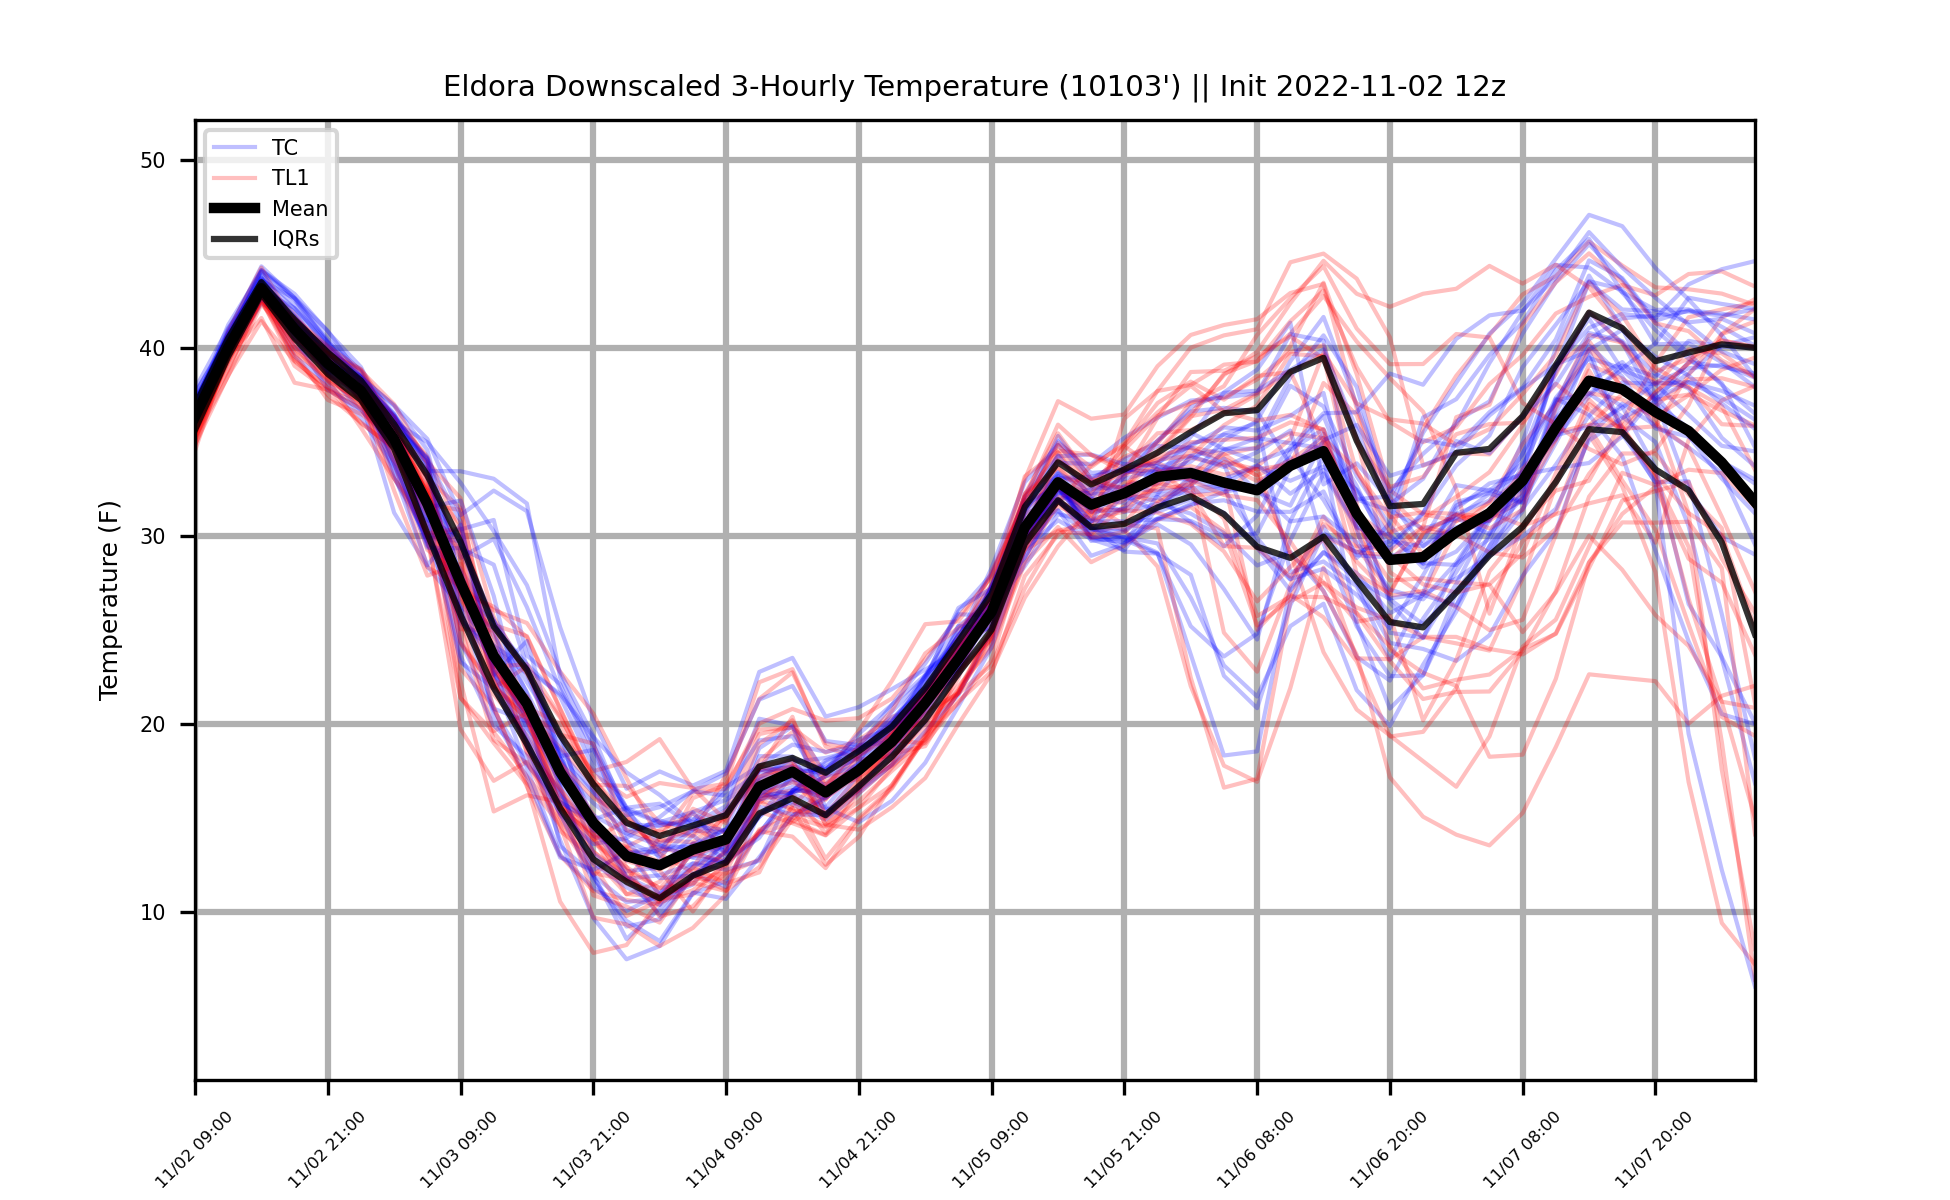 Eldora Downscaled 3-Hourly Temperature (10103') || Init 2022-11-02 12z
TC
TL1
Mean
IQRs
Temperature (F)
50
40
30
20
10
11/02 09:00
11/02 21:00
11/03 09:00
11/03 21:00
11/04 09:00
11/04 21:00
11/05 09:00
11/05 21:00
11/06 08:00
11/06 20:00
11/07 08:00
11/07 20:00